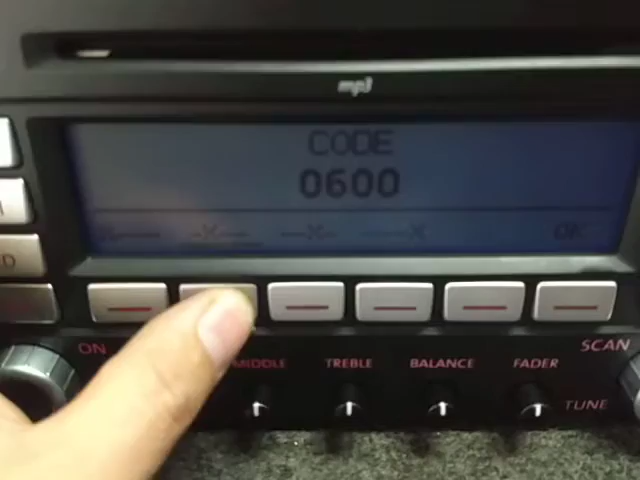 mp3
CODE
0600
X--- -X-- --X- ---X OK
ON
MIDDLE TREBLE BALANCE FADER SCAN
TUNE